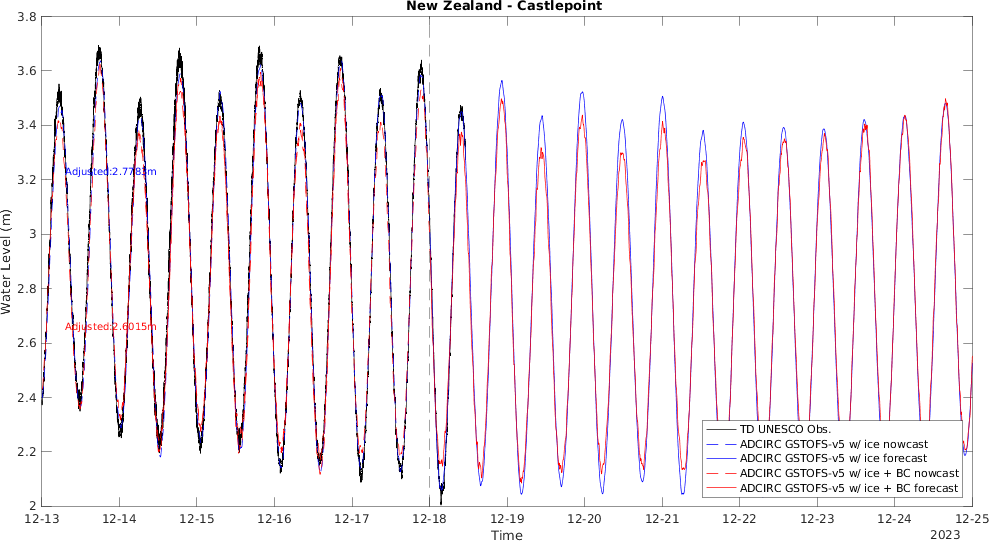 New Zealand - Castlepoint
3.8
3.6
3.4
3.2
3
2.8
2.6
2.4
2.2
2
Water Level (m)
Adjusted:2.7782m
Adjusted:2.6015m
TD UNESCO Obs.
ADCIRC GSTOFS-v5 w/ ice nowcast
ADCIRC GSTOFS-v5 w/ ice forecast
ADCIRC GSTOFS-v5 w/ ice + BC nowcast
ADCIRC GSTOFS-v5 w/ ice + BC forecast
12-13 12-14 12-15 12-16 12-17 12-18 12-19 12-20 12-21 12-22 12-23 12-24 12-25
Time
2023